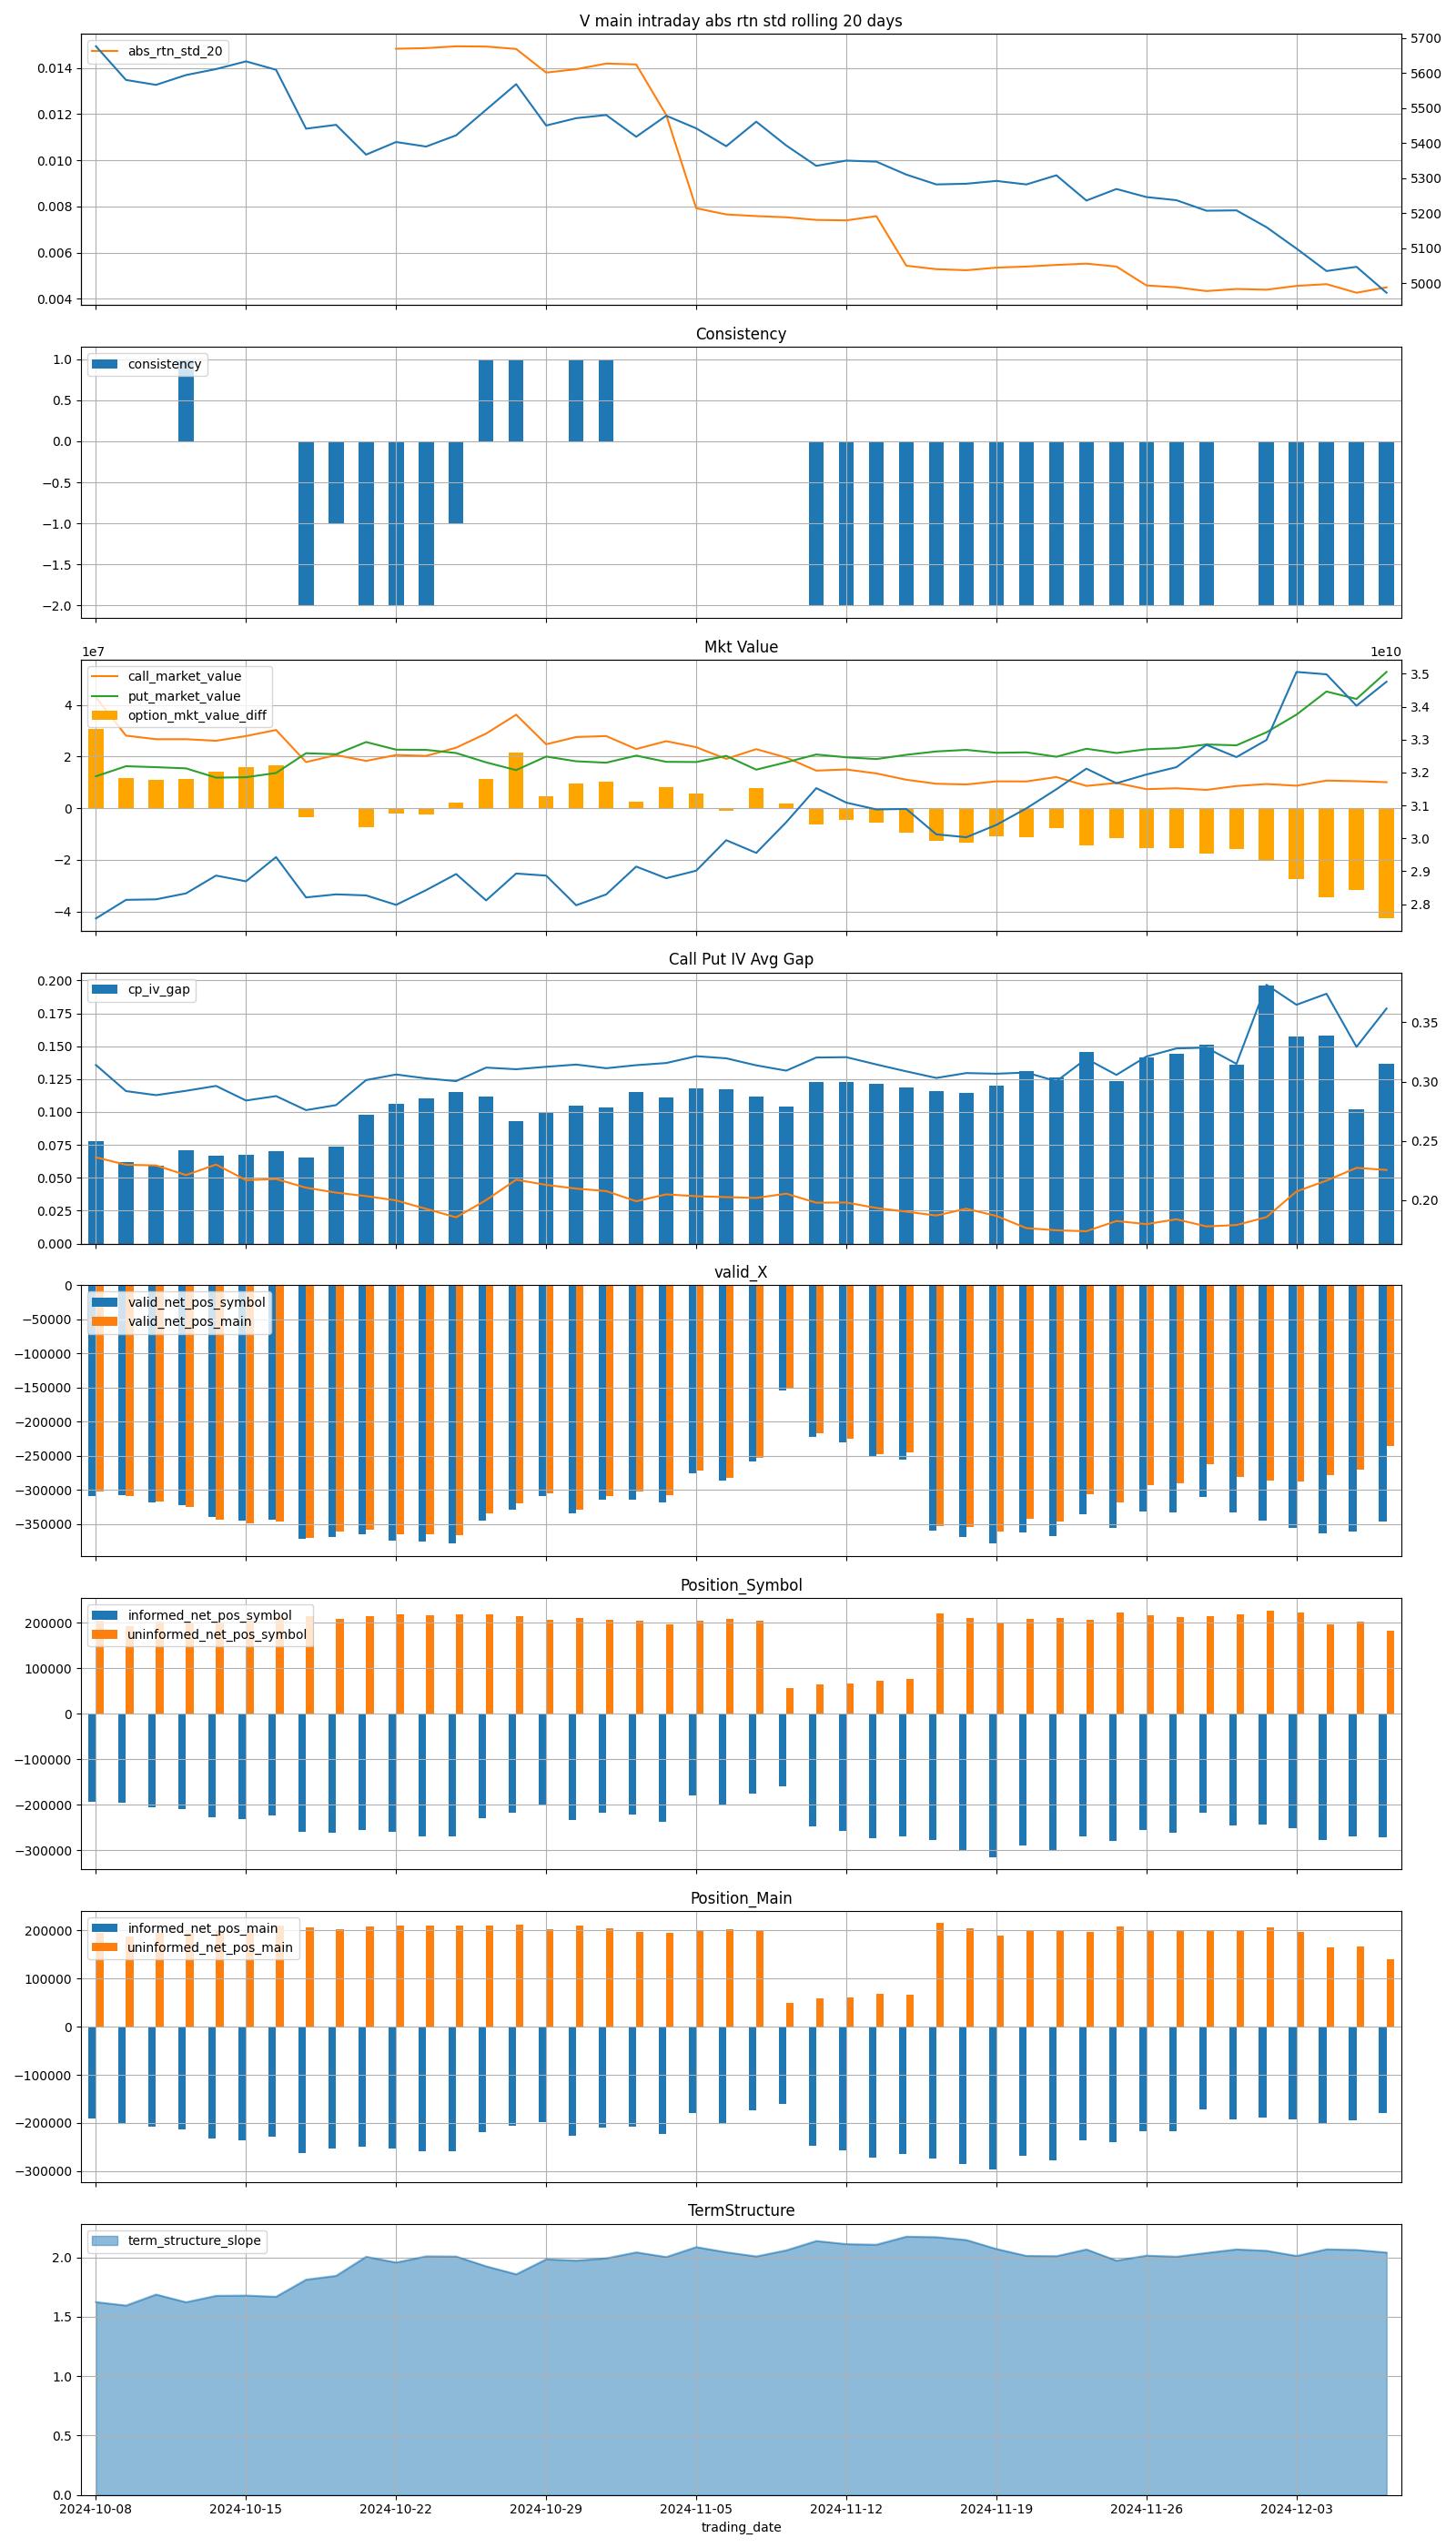 V main intraday abs rtn std rolling 20 days
abs_rtn_std_20
0.014
0.012
0.010
0.008
0.006
0.004
5700
5600
5500
5400
5300
5200
5100
5000
Consistency
consistency
1.0
0.5
0.0
−0.5
−1.0
−1.5
−2.0
Mkt Value
1e7
1e10
call_market_value
put_market_value
option_mkt_value_diff
4
2
0
−2
−4
3.5
3.4
3.3
3.2
3.1
3.0
2.9
2.8
Call Put IV Avg Gap
cp_iv_gap
0.200
0.175
0.150
0.125
0.100
0.075
0.050
0.025
0.000
0.35
0.30
0.25
0.20
valid_X
valid_net_pos_symbol
valid_net_pos_main
0
−50000
−100000
−150000
−200000
−250000
−300000
−350000
Position_Symbol
informed_net_pos_symbol
uninformed_net_pos_symbol
200000
100000
0
−100000
−200000
−300000
Position_Main
informed_net_pos_main
uninformed_net_pos_main
200000
100000
0
−100000
−200000
−300000
TermStructure
term_structure_slope
2.0
1.5
1.0
0.5
0.0
2024-10-08 2024-10-15 2024-10-22 2024-10-29 2024-11-05 2024-11-12 2024-11-19 2024-11-26 2024-12-03
trading_date